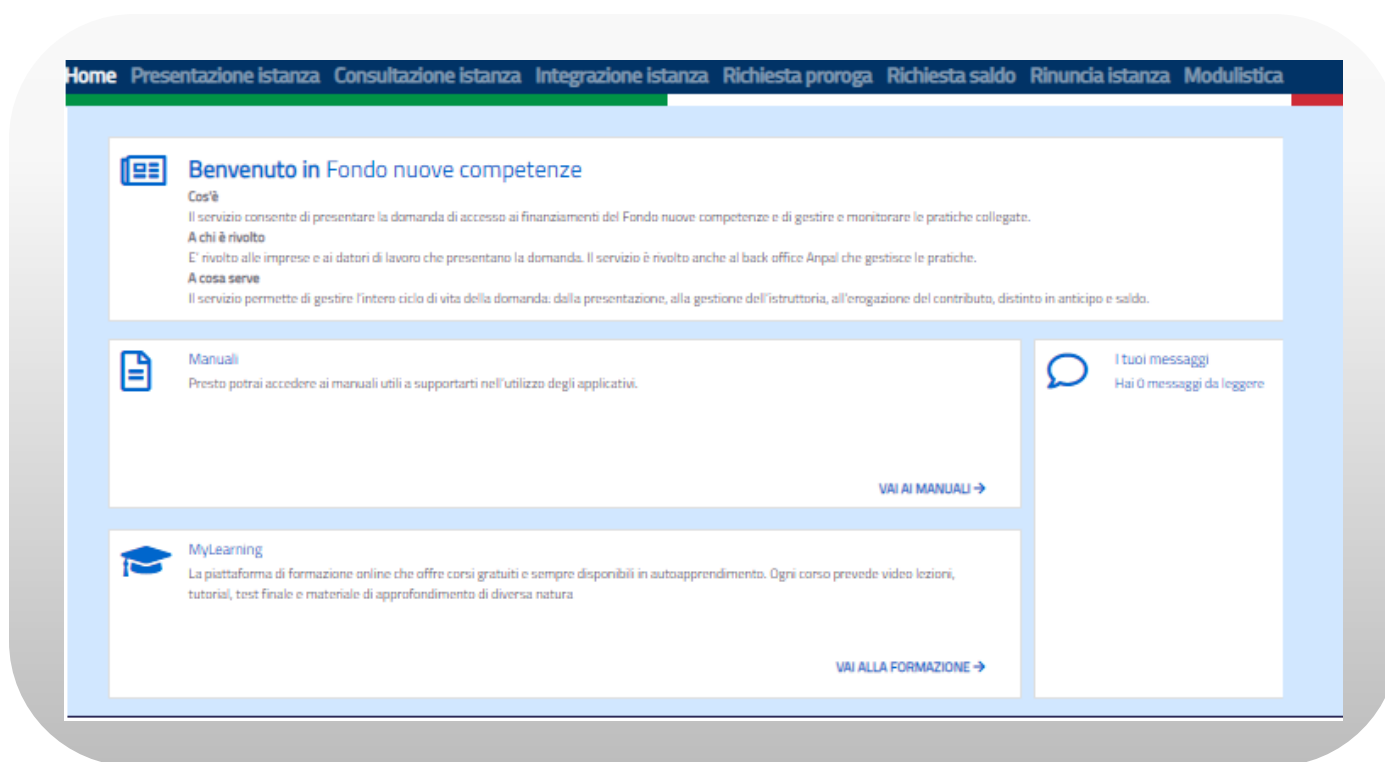 Home Presentazione istanza Consultazione istanza Integrazione istanza Richiesta proroga Richiesta saldo Rinuncia istanza Modulistica
Benvenuto in Fondo nuove competenze
Cos'è
Il servizio consente di presentare la domanda di accesso ai finanziamenti del Fondo nuove competenze e di gestire e monitorare le pratiche collegate.
A chi è rivolto
E' rivolto alle imprese e ai datori di lavoro che presentano la domanda. Il servizio è rivolto anche al back office Anpal che gestisce le pratiche.
A cosa serve
Il servizio permette di gestire l'intero ciclo di vita della domanda: dalla presentazione, alla gestione dell'istruttoria, all'erogazione del contributo, distinto in anticipo e saldo.
Manuali
Presto potrai accedere ai manuali utili a supportarti nell'utilizzo degli applicativi.
VAI AI MANUALI →
I tuoi messaggi
Hai 0 messaggi da leggere
MyLearning
La piattaforma di formazione online che offre corsi gratuiti e sempre disponibili in autoapprendimento. Ogni corso prevede video lezioni,
tutorial, test finale e materiale di approfondimento di diversa natura
VAI ALLA FORMAZIONE →